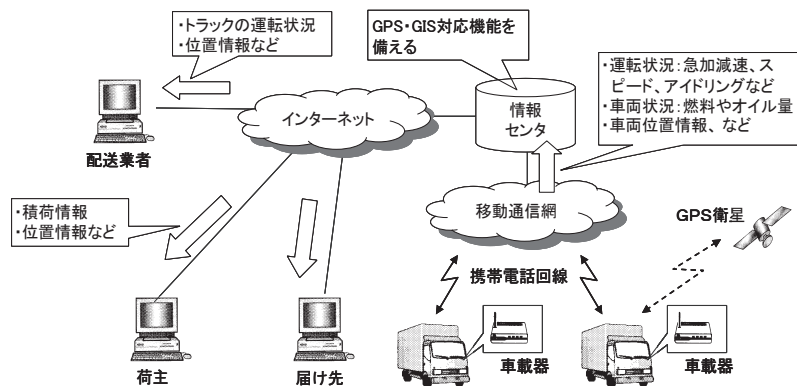 ・トラックの運転状況
・位置情報など
GPS・GIS対応機能を
備える
・運転状況：急加減速、ス
ピード、アイドリングなど
・車両状況：燃料やオイル量
・車両位置情報、など
配送業者
インターネット
情報
センタ
・積荷情報
・位置情報など
移動通信網
GPS衛星
携帯電話回線
荷主
届け先
車載器
車載器